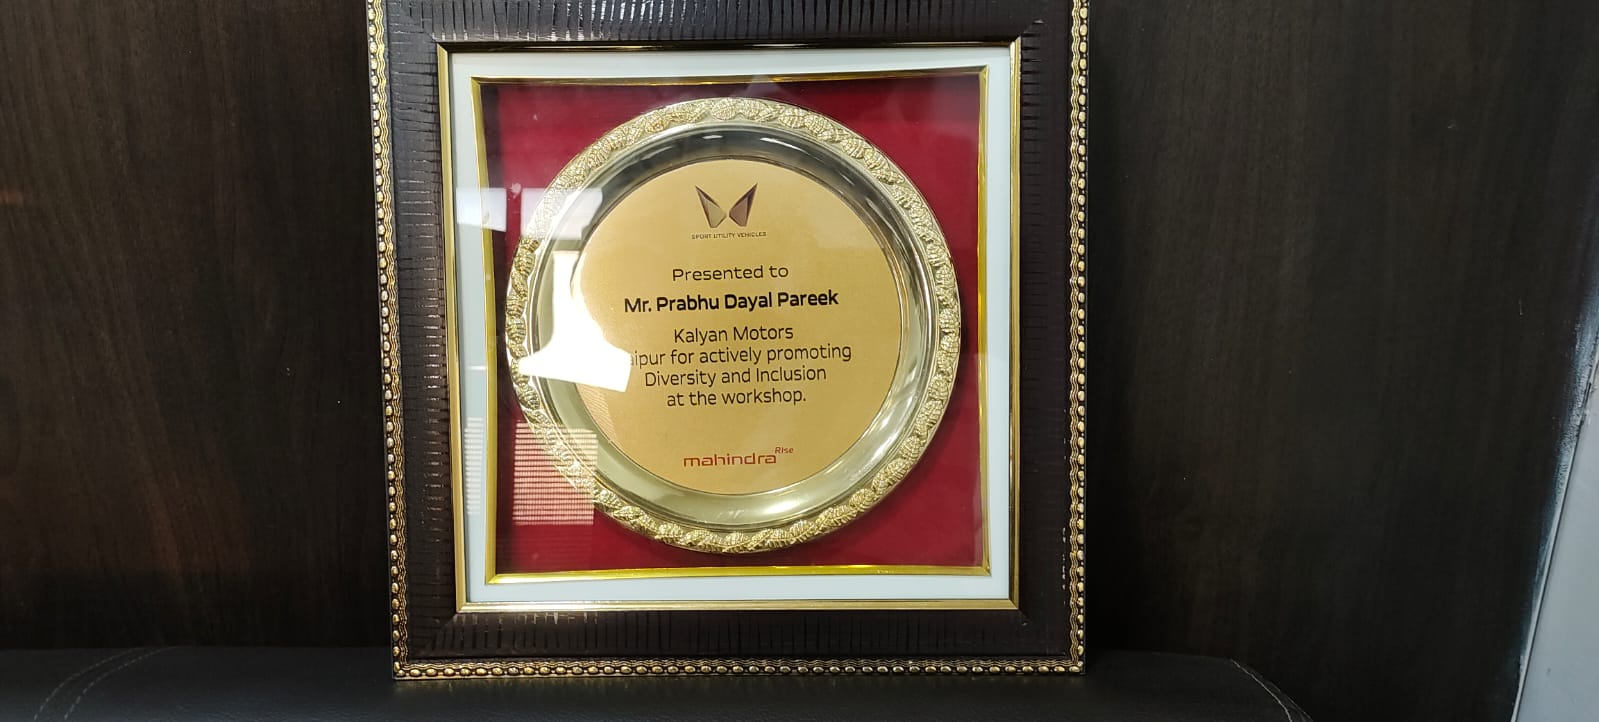 SPORT UTILITY VEHICLES
Presented to
Mr. Prabhu Dayal Pareek
Kalyan Motors
for actively promoting
Diversity and Inclusion
at the workshop.
mahindra Rise